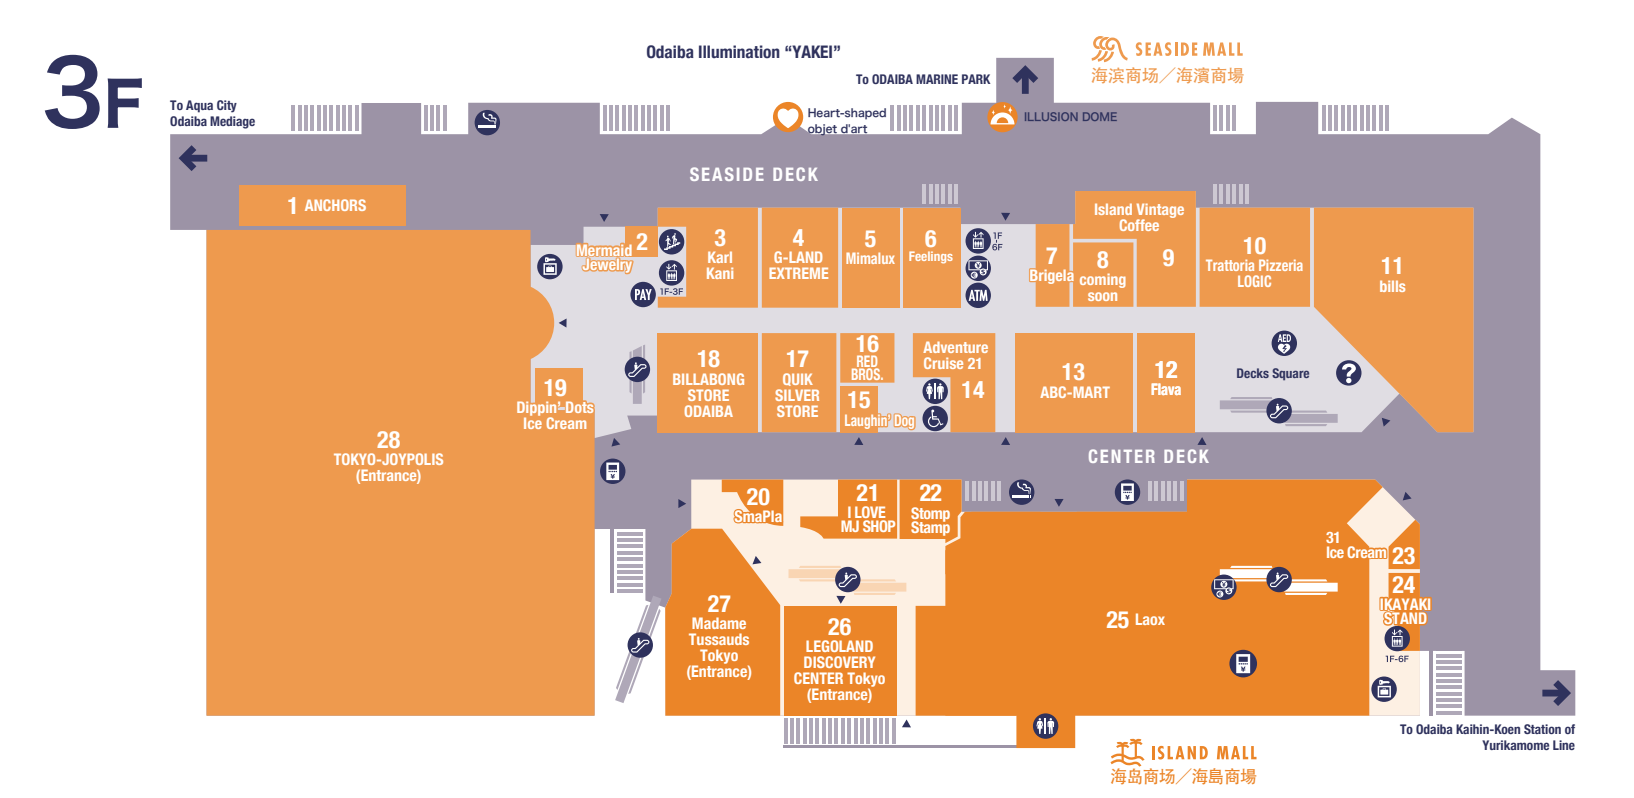 3F
Odaiba Illumination “YAKEI”
SEASIDE MALL
海滨商场／海濱商場
To ODAIBA MARINE PARK
To Aqua City
Odaiba Mediage
Heart-shaped
objet d'art
ILLUSION DOME
SEASIDE DECK
1 ANCHORS
2
Mermaid
Jewelry
1F-3F
PAY
3
Karl
Kani
4
G-LAND
EXTREME
5
Mimalux
6
Feelings
1F
-
6F
ATM
7
Brigela
8
coming
soon
Island Vintage
Coffee
9
10
Trattoria Pizzeria
LOGIC
11
bills
18
BILLABONG
STORE
ODAIBA
17
QUIK
SILVER
STORE
16
RED
BROS.
15
Laughin' Dog
Adventure
Cruise 21
14
13
ABC-MART
12
Flava
AED
Decks Square
?
19
Dippin'-Dots
Ice Cream
28
TOKYO-JOYPOLIS
(Entrance)
CENTER DECK
20
SmaPla
21
I LOVE
MJ SHOP
22
Stomp
Stamp
31
Ice Cream
23
24
IKAYAKI
STAND
1F-6F
25 Laox
27
Madame
Tussauds
Tokyo
(Entrance)
26
LEGOLAND
DISCOVERY
CENTER Tokyo
(Entrance)
To Odaiba Kaihin-Koen Station of
Yurikamome Line
ISLAND MALL
海岛商场／海島商場